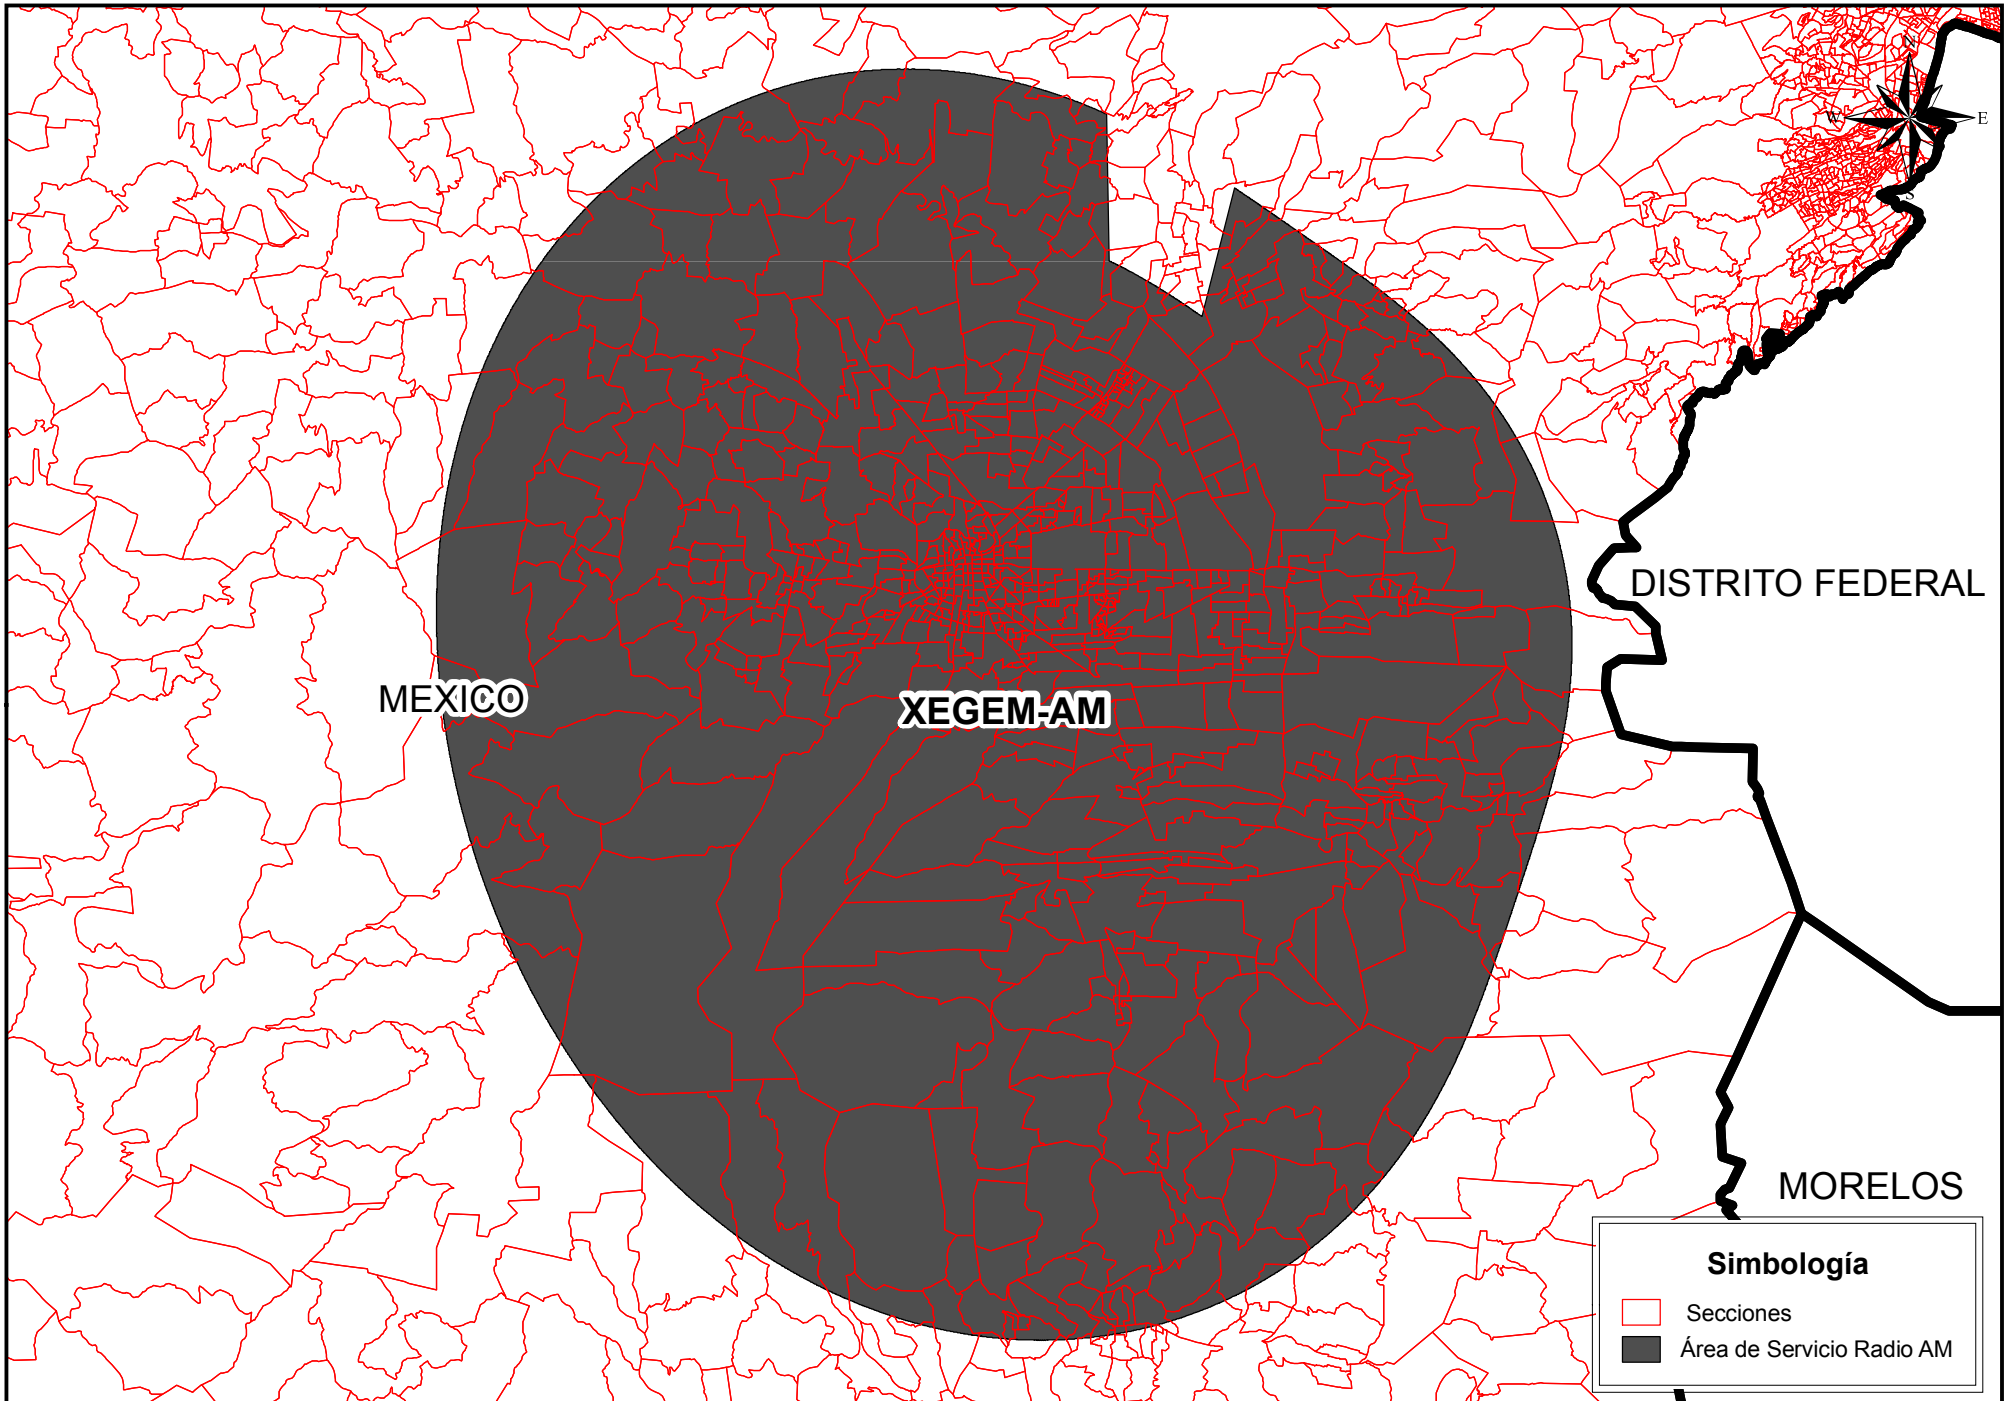 N
W
E
S
DISTRITO FEDERAL
MEXICO
XEGEM-AM
MORELOS
Simbología
Secciones
Área de Servicio Radio AM